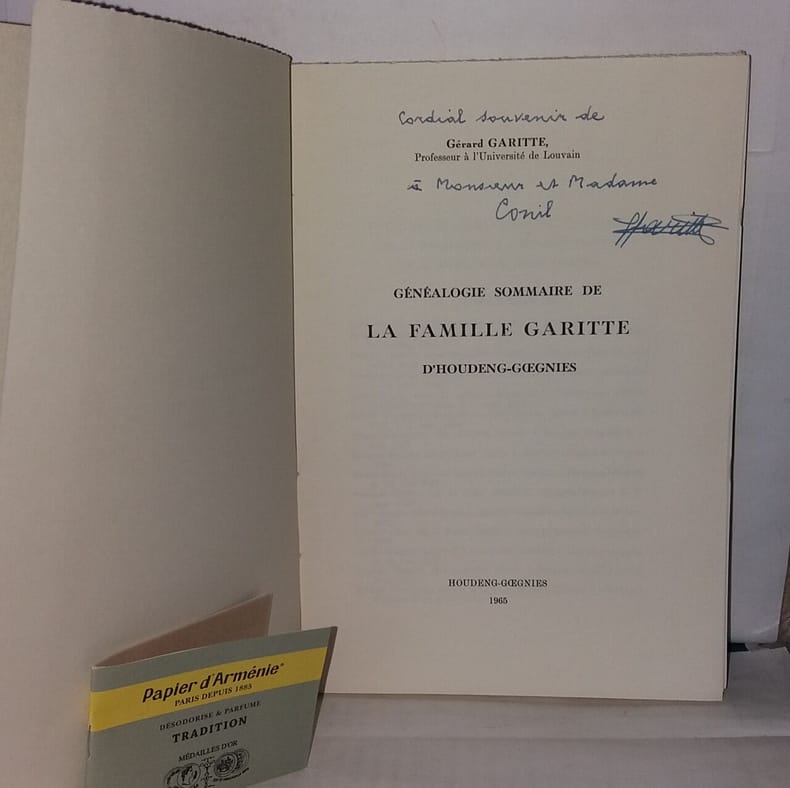 Cordial souvenir de
Gérard GARITTE,
Professeur à l'Université de Louvain
à Monsieur et Madame
Conil
GGaritte
GÉNÉALOGIE SOMMAIRE DE
LA FAMILLE GARITTE
D'HOUDENG-GŒGNIES
HOUDENG-GŒGNIES
1965
Papier d'Arménie®
PARIS DEPUIS 1885
DÉSODORISE & PARFUME
TRADITION
MÉDAILLES D'OR